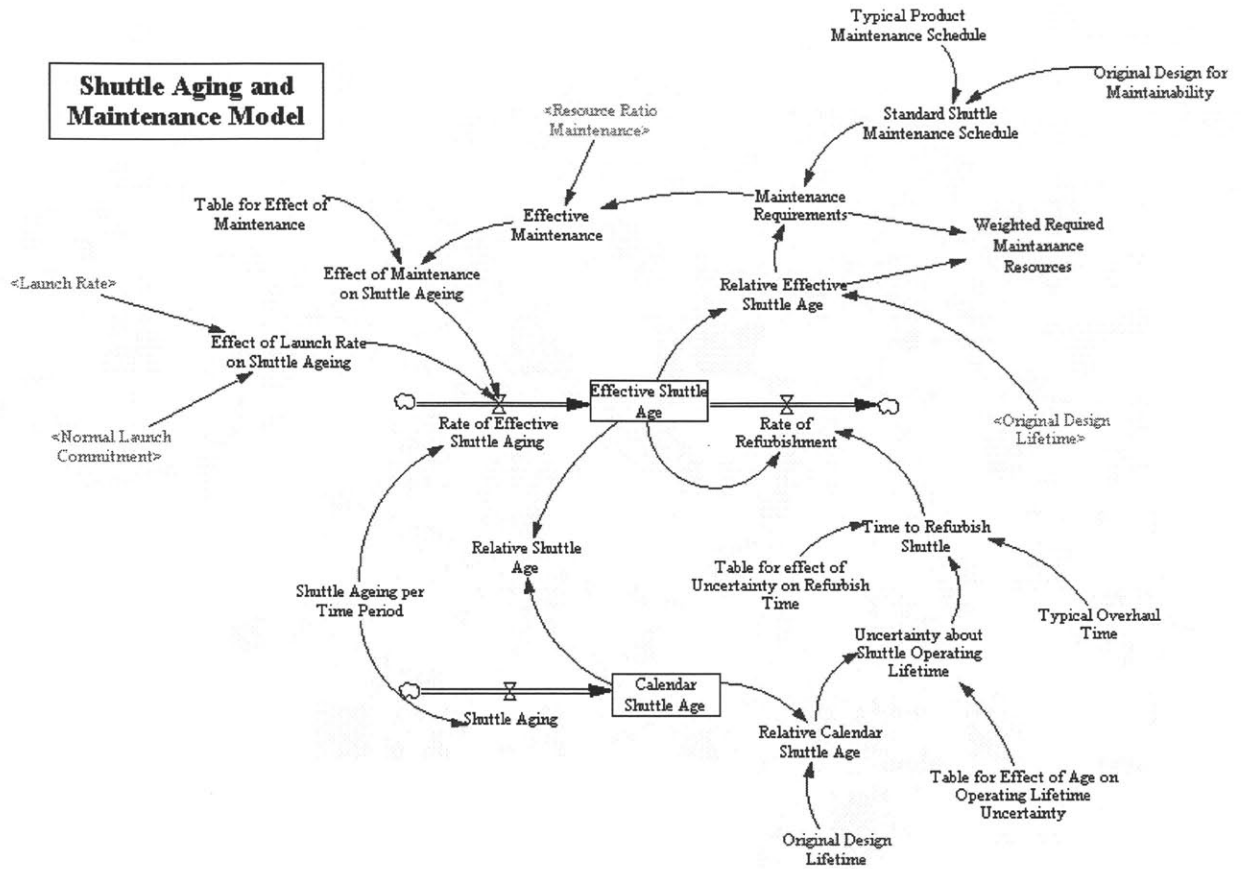 Typical Product
Maintenance Schedule
Shuttle Aging and
Maintenance Model
Original Design for
Maintainability
<Resource Ratio
Maintenance>
Standard Shuttle
Maintenance Schedule
Table for Effect of
Maintenance
Effective
Maintenance
Maintenance
Requirements
Weighted Required
Maintanance
Resources
<Launch Rate>
Effect of Maintenance
on Shuttle Ageing
Relative Effective
Shuttle Age
Effect of Launch Rate
on Shuttle Ageing
Effective Shuttle
Age
<Normal Launch
Commitment>
Rate of Effective
Shuttle Aging
Rate of
Refurbishment
<Original Design
Lifetime>
Relative Shuttle
Age
Time to Refurbish
Shuttle
Table for effect of
Uncertainty on Refurbish
Time
Shuttle Ageing per
Time Period
Typical Overhaul
Time
Uncertainty about
Shuttle Operating
Lifetime
Calendar
Shuttle Age
Shuttle Aging
Relative Calendar
Shuttle Age
Table for Effect of Age on
Operating Lifetime
Uncertainty
Original Design
Lifetime